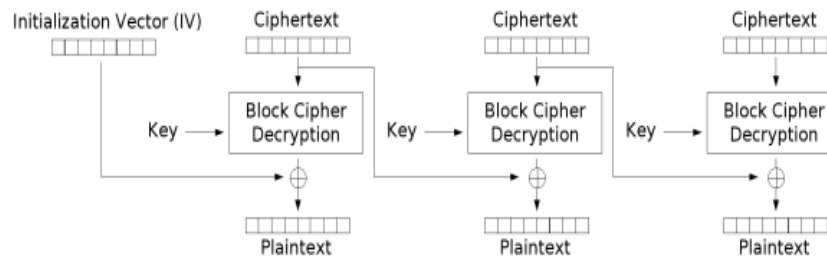 Initialization Vector (IV)
Ciphertext
Ciphertext
Ciphertext
Key
Block Cipher
Decryption
Key
Block Cipher
Decryption
Key
Block Cipher
Decryption
Plaintext
Plaintext
Plaintext